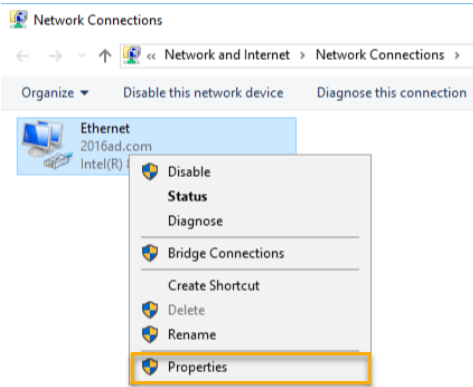 Network Connections
« Network and Internet › Network Connections ›
Organize Disable this network device Diagnose this connection
Ethernet
2016ad.com
Intel(R)
Disable
Status
Diagnose
Bridge Connections
Create Shortcut
Delete
Rename
Properties